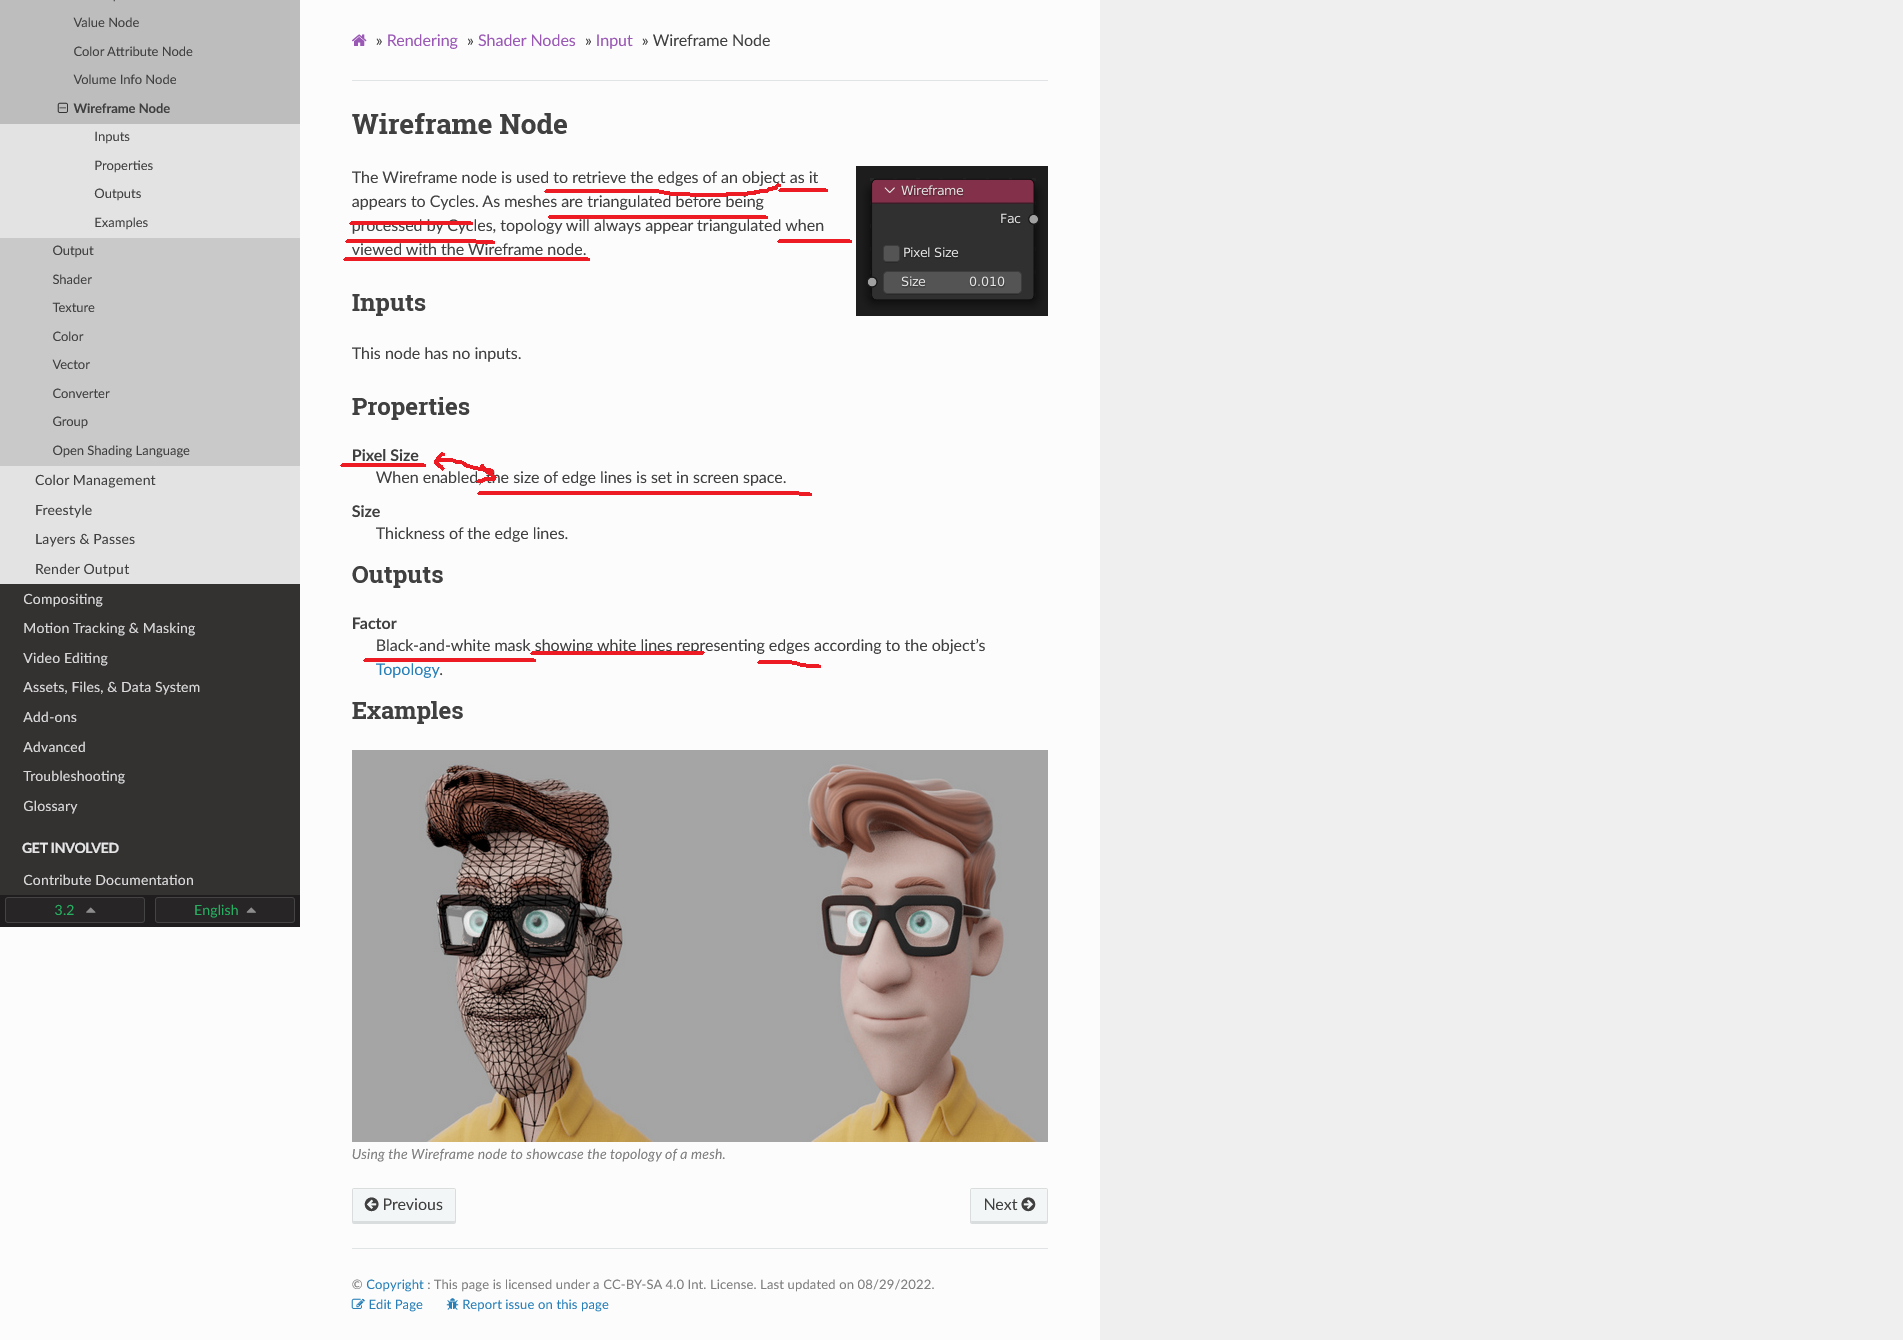 Value Node
Color Attribute Node
Volume Info Node
Wireframe Node
Inputs
Properties
Outputs
Examples
Output
Shader
Texture
Color
Vector
Converter
Group
Open Shading Language
Color Management
Freestyle
Layers & Passes
Render Output
Compositing
Motion Tracking & Masking
Video Editing
Assets, Files, & Data System
Add-ons
Advanced
Troubleshooting
Glossary
GET INVOLVED
Contribute Documentation
3.2
English
» Rendering » Shader Nodes » Input » Wireframe Node
Wireframe Node
The Wireframe node is used to retrieve the edges of an object as it
appears to Cycles. As meshes are triangulated before being
processed by Cycles, topology will always appear triangulated when
viewed with the Wireframe node.
Wireframe
Fac
Pixel Size
Size 0.010
Inputs
This node has no inputs.
Properties
Pixel Size
When enabled the size of edge lines is set in screen space.
Size
Thickness of the edge lines.
Outputs
Factor
Black-and-white mask showing white lines representing edges according to the object's
Topology.
Examples
Using the Wireframe node to showcase the topology of a mesh.
Previous
Next
© Copyright : This page is licensed under a CC-BY-SA 4.0 Int. License. Last updated on 08/29/2022.
Edit Page Report issue on this page